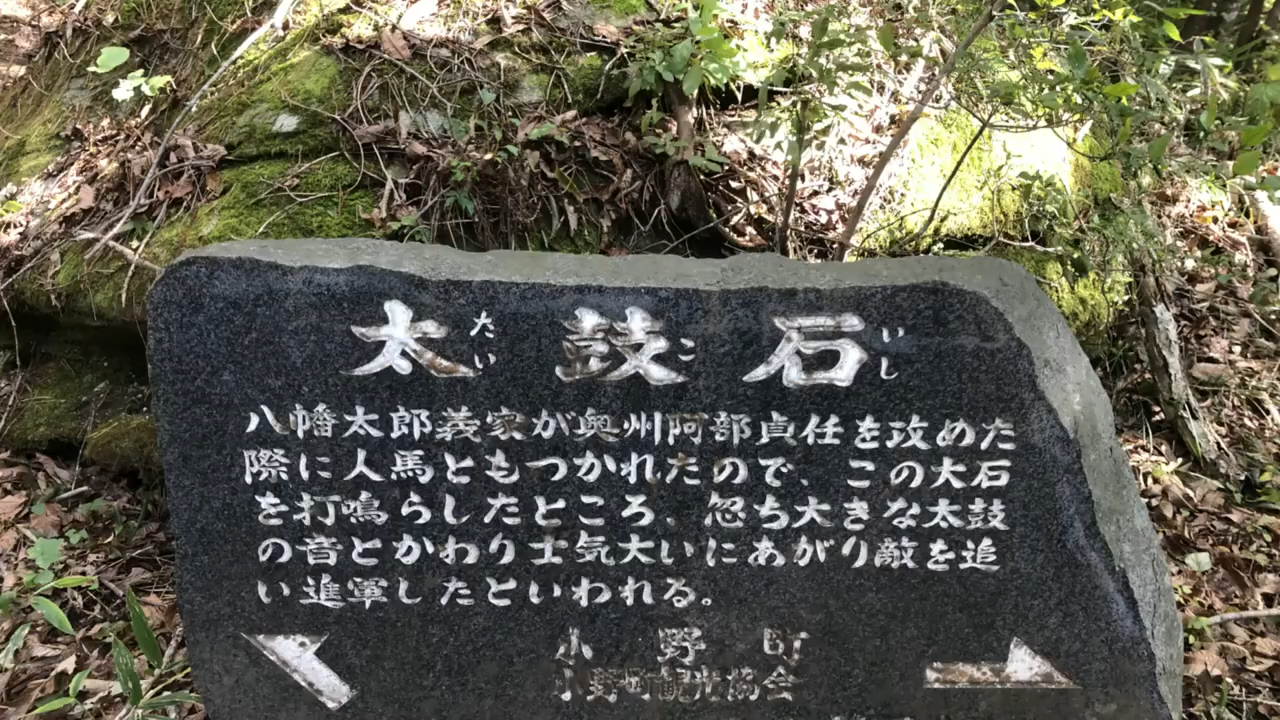 太鼓石
たいこいし
八幡太郎義家が奥州阿部貞任を攻めた
際に人馬ともつかれたので、この大石
を打鳴らしたところ、忽ち大きな太鼓
の音とかわり士気大いにあがり敵を追
い進軍したといわれる。
小野町
小野町観光協会